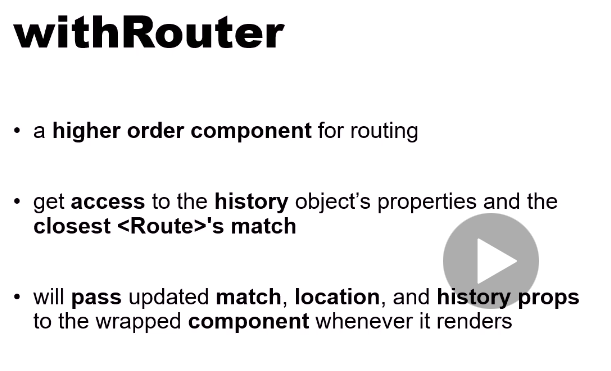 withRouter
• a higher order component for routing
• get access to the history object's properties and the
closest <Route>'s match
• will pass updated match, location, and history props
to the wrapped component whenever it renders